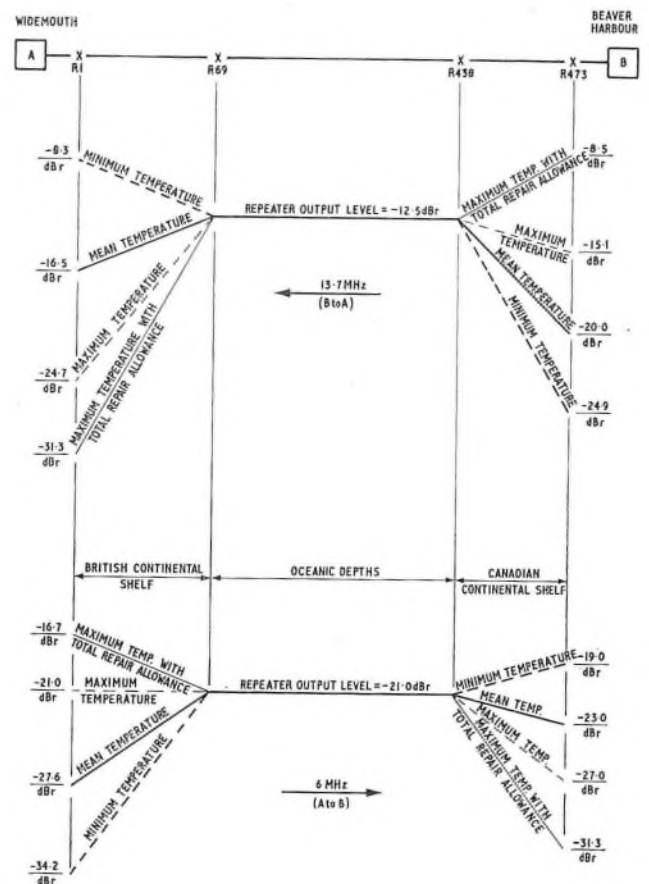 WIDEMOUTH
BEAVER
HARBOUR
A
B
X
X
X
X
R1
R69
R430
R473
-8·3
dBr
MINIMUM TEMPERATURE
-16·5
dBr
MEAN TEMPERATURE
-24·7
dBr
MAXIMUM TEMPERATURE
-31·3
dBr
MAXIMUM TEMPERATURE WITH
TOTAL REPAIR ALLOWANCE
REPEATER OUTPUT LEVEL = -12·5dBr
13·7MHz
(BtoA)
MAXIMUM TEMP WITH
TOTAL REPAIR ALLOWANCE
-8·5
dBr
MAXIMUM
TEMPERATURE
-15·1
dBr
MEAN TEMPERATURE
-20·0
dBr
MINIMUM TEMPERATURE
-24·9
dBr
BRITISH CONTINENTAL
SHELF
OCEANIC DEPTHS
CANADIAN
CONTINENTAL SHELF
-16·7
dBr
MAXIMUM TEMP. WITH
TOTAL REPAIR ALLOWANCE
-21·0
dBr
MAXIMUM
TEMPERATURE
-27·6
dBr
MEAN TEMPERATURE
-34·2
dBr
MINIMUM TEMPERATURE
REPEATER OUTPUT LEVEL=-21·0dBr
6 MHz
(AtoB)
MINIMUM TEMPERATURE
-19·0
dBr
MEAN TEMP.
-23·0
dBr
MAXIMUM TEMP.
-27·0
dBr
MAXIMUM TEMP WITH
TOTAL REPAIR ALLOWANCE
-31·3
dBr